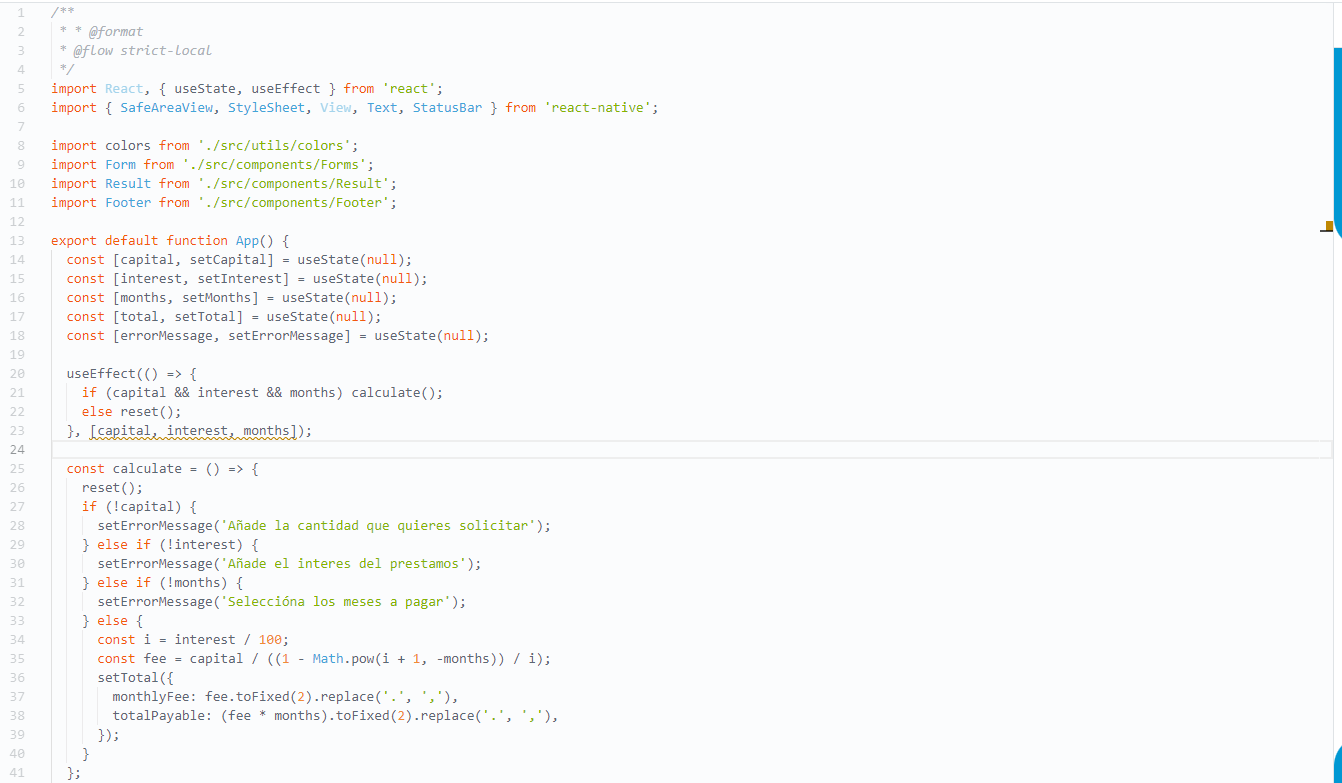 1 /**
2  * * @format
3  * @flow strict-local
4  */
5 import React, { useState, useEffect } from 'react';
6 import { SafeAreaView, StyleSheet, View, Text, StatusBar } from 'react-native';
7
8 import colors from './src/utils/colors';
9 import Form from './src/components/Forms';
10 import Result from './src/components/Result';
11 import Footer from './src/components/Footer';
12
13 export default function App() {
14   const [capital, setCapital] = useState(null);
15   const [interest, setInterest] = useState(null);
16   const [months, setMonths] = useState(null);
17   const [total, setTotal] = useState(null);
18   const [errorMessage, setErrorMessage] = useState(null);
19
20   useEffect(() => {
21     if (capital && interest && months) calculate();
22     else reset();
23   }, [capital, interest, months]);
24
25   const calculate = () => {
26     reset();
27     if (!capital) {
28       setErrorMessage('Añade la cantidad que quieres solicitar');
29     } else if (!interest) {
30       setErrorMessage('Añade el interes del prestamos');
31     } else if (!months) {
32       setErrorMessage('Seleccióna los meses a pagar');
33     } else {
34       const i = interest / 100;
35       const fee = capital / ((1 - Math.pow(i + 1, -months)) / i);
36       setTotal({
37         monthlyFee: fee.toFixed(2).replace('.', ','),
38         totalPayable: (fee * months).toFixed(2).replace('.', ','),
39       });
40     }
41   };